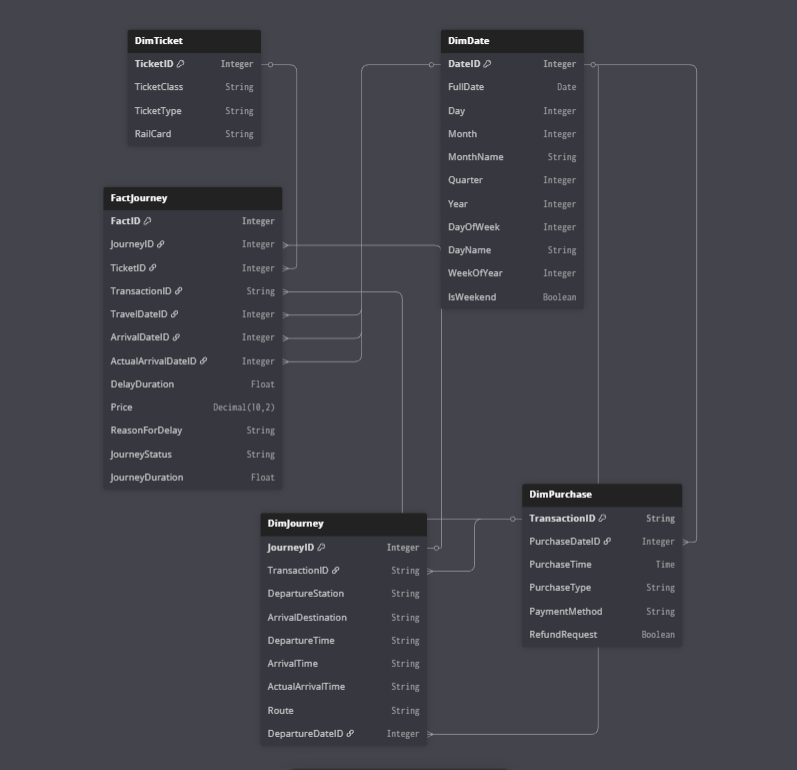 DimTicket
TicketID Integer
TicketClass String
TicketType String
RailCard String
DimDate
DateID Integer
FullDate Date
Day Integer
Month Integer
MonthName String
Quarter Integer
Year Integer
DayOfWeek Integer
DayName String
WeekOfYear Integer
IsWeekend Boolean
FactJourney
FactID Integer
JourneyID Integer
TicketID Integer
TransactionID String
TravelDateID Integer
ArrivalDateID Integer
ActualArrivalDateID Integer
DelayDuration Float
Price Decimal(10,2)
ReasonForDelay String
JourneyStatus String
JourneyDuration Float
DimJourney
JourneyID Integer
TransactionID String
DepartureStation String
ArrivalDestination String
DepartureTime String
ArrivalTime String
ActualArrivalTime String
Route String
DepartureDateID Integer
DimPurchase
TransactionID String
PurchaseDateID Integer
PurchaseTime Time
PurchaseType String
PaymentMethod String
RefundRequest Boolean